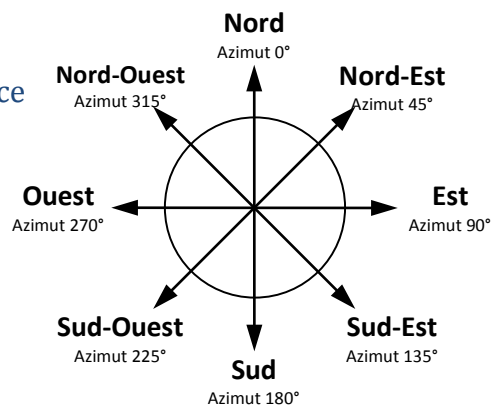 Nord
Azimut 0°
Nord-Ouest
Azimut 315°
Nord-Est
Azimut 45°
ce
Ouest
Azimut 270°
Est
Azimut 90°
Sud-Ouest
Azimut 225°
Sud-Est
Azimut 135°
Sud
Azimut 180°